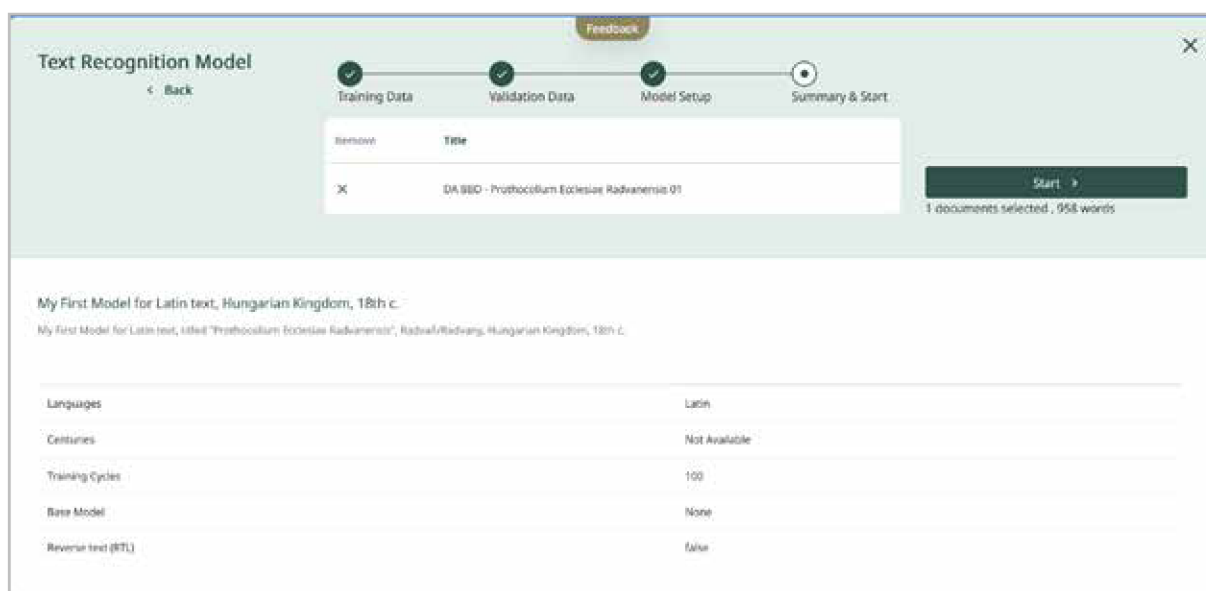 Feedback
Text Recognition Model
< Back
Training Data
Validation Data
Model Setup
Summary & Start
Remove Title
DA BBD - Prothocollum Ecclesiae Radvanensis 01
Start >
1 documents selected , 958 words
My First Model for Latin text, Hungarian Kingdom, 18th c.
My First Model for Latin text, titled "Prothocollum Ecclesiae Radvanensis", Radvaň/Radvany, Hungarian Kingdom, 18th c.
Languages Latin
Centuries Not Available
Training Cycles 100
Base Model None
Reverse text (RTL) false